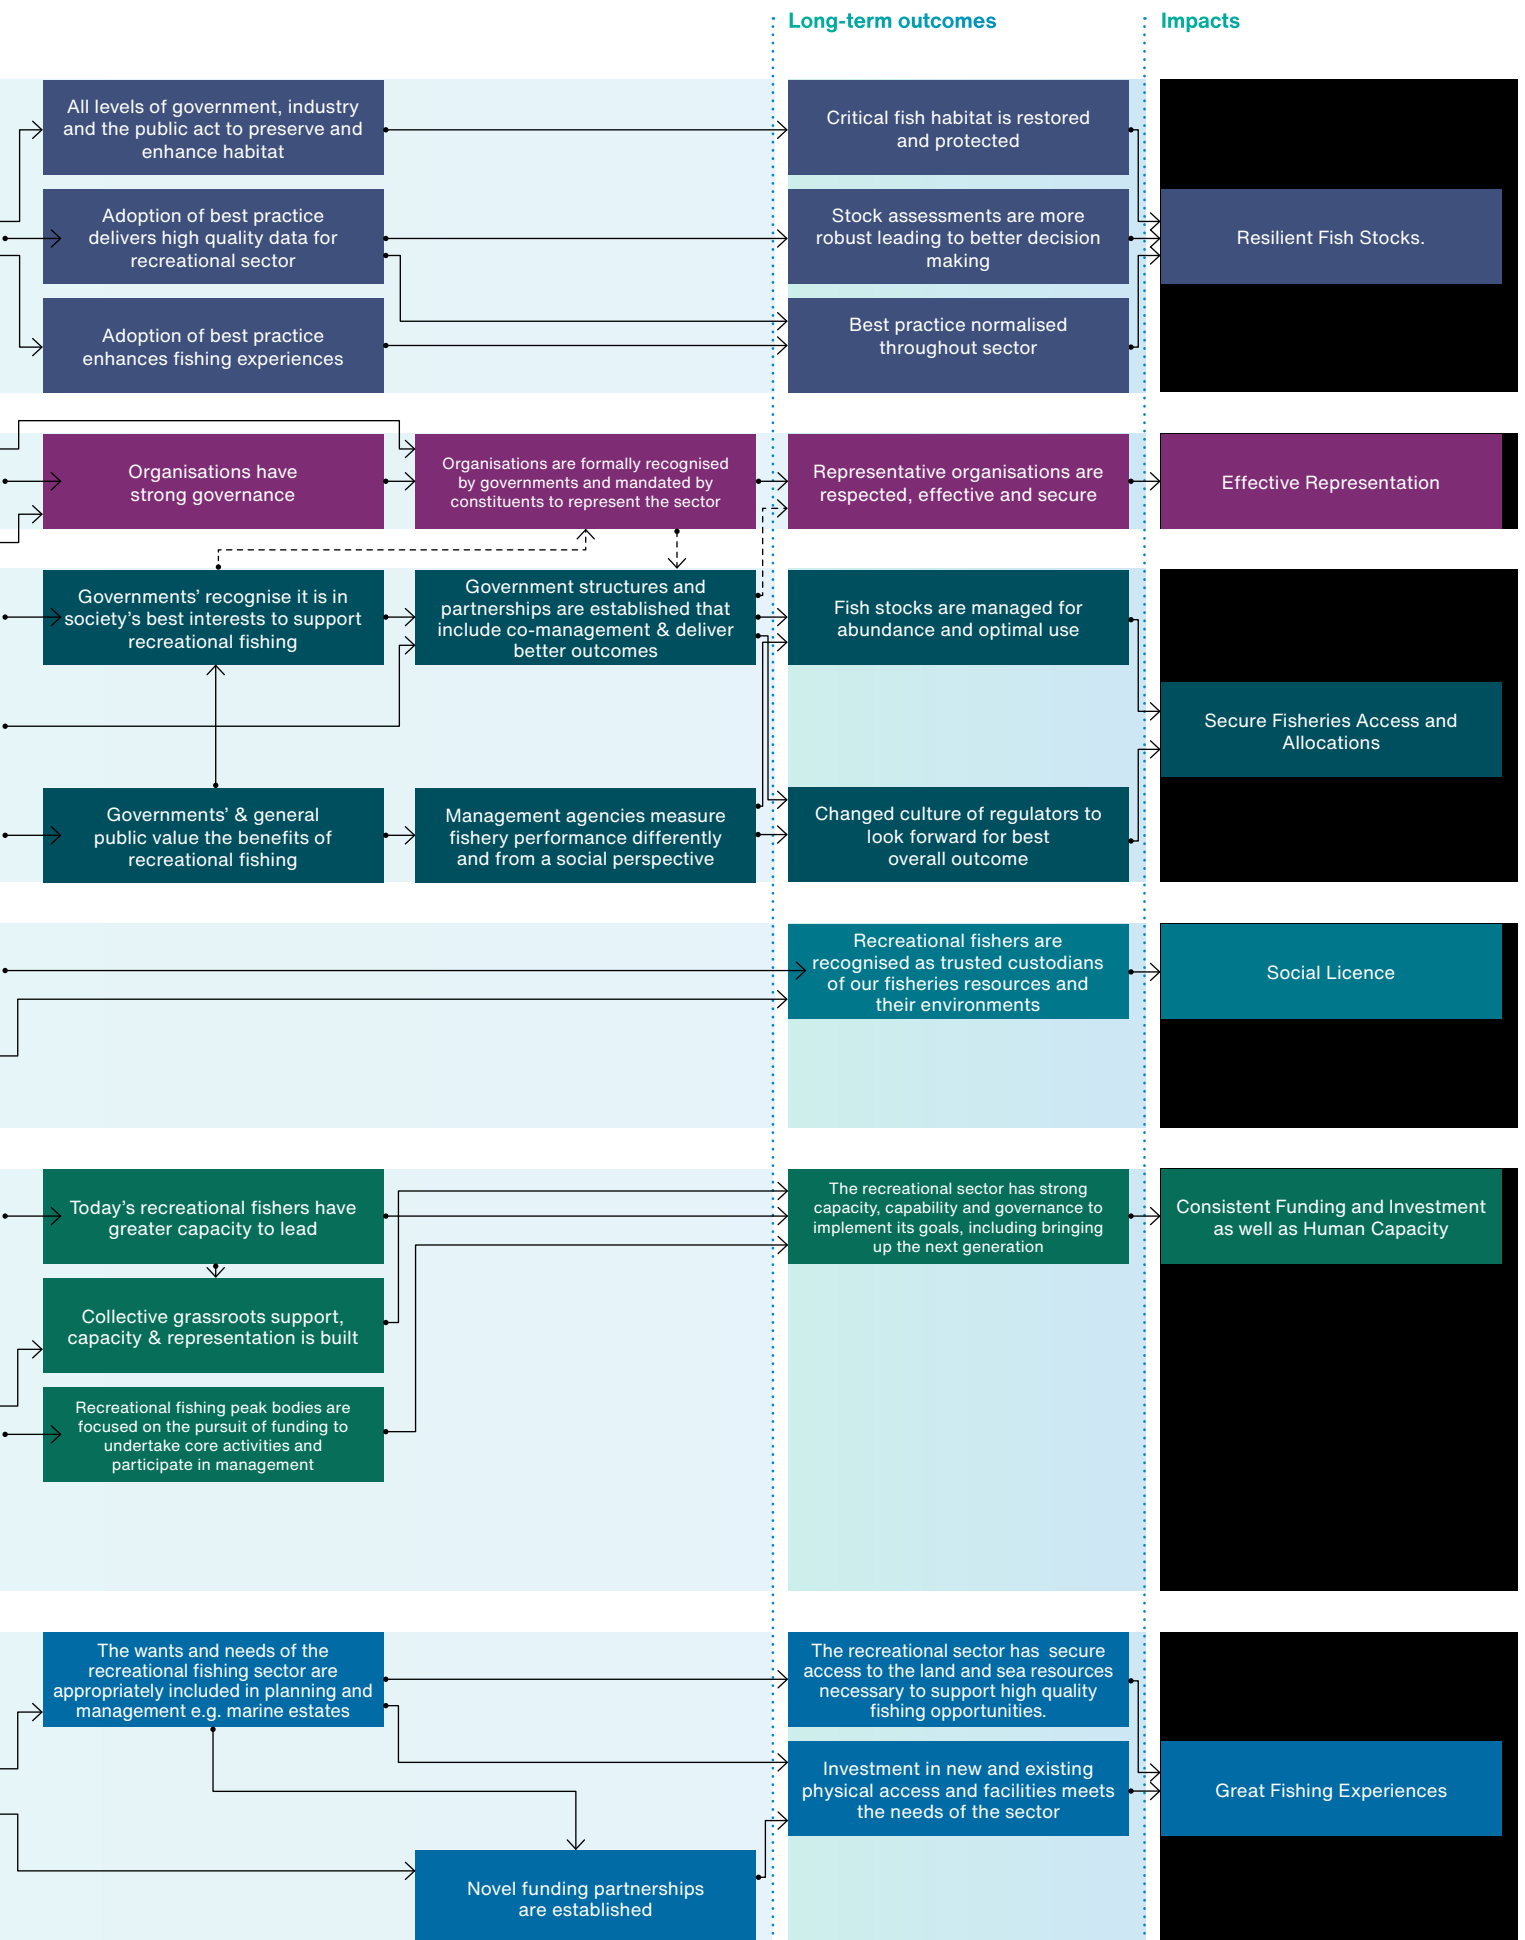 Long-term outcomes
Impacts
All levels of government, industry
and the public act to preserve and
enhance habitat
Critical fish habitat is restored
and protected
Adoption of best practice
delivers high quality data for
recreational sector
Stock assessments are more
robust leading to better decision
making
Resilient Fish Stocks.
Adoption of best practice
enhances fishing experiences
Best practice normalised
throughout sector
Organisations have
strong governance
Organisations are formally recognised
by governments and mandated by
constituents to represent the sector
Representative organisations are
respected, effective and secure
Effective Representation
Governments' recognise it is in
society's best interests to support
recreational fishing
Government structures and
partnerships are established that
include co-management & deliver
better outcomes
Fish stocks are managed for
abundance and optimal use
Secure Fisheries Access and
Allocations
Governments' & general
public value the benefits of
recreational fishing
Management agencies measure
fishery performance differently
and from a social perspective
Changed culture of regulators to
look forward for best
overall outcome
Recreational fishers are
recognised as trusted custodians
of our fisheries resources and
their environments
Social Licence
Today's recreational fishers have
greater capacity to lead
The recreational sector has strong
capacity, capability and governance to
implement its goals, including bringing
up the next generation
Consistent Funding and Investment
as well as Human Capacity
Collective grassroots support,
capacity & representation is built
Recreational fishing peak bodies are
focused on the pursuit of funding to
undertake core activities and
participate in management
The wants and needs of the
recreational fishing sector are
appropriately included in planning and
management e.g. marine estates
The recreational sector has secure
access to the land and sea resources
necessary to support high quality
fishing opportunities.
Investment in new and existing
physical access and facilities meets
the needs of the sector
Great Fishing Experiences
Novel funding partnerships
are established